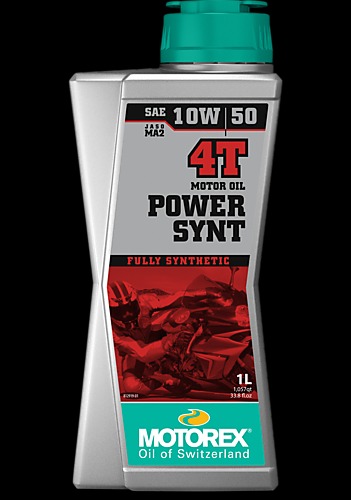 SAE 10W 50
JASO
MA2
4T
MOTOR OIL
POWER
SYNT
FULLY SYNTHETIC
1L
1,057qt
33.8 fl.oz
MOTOREX
Oil of Switzerland